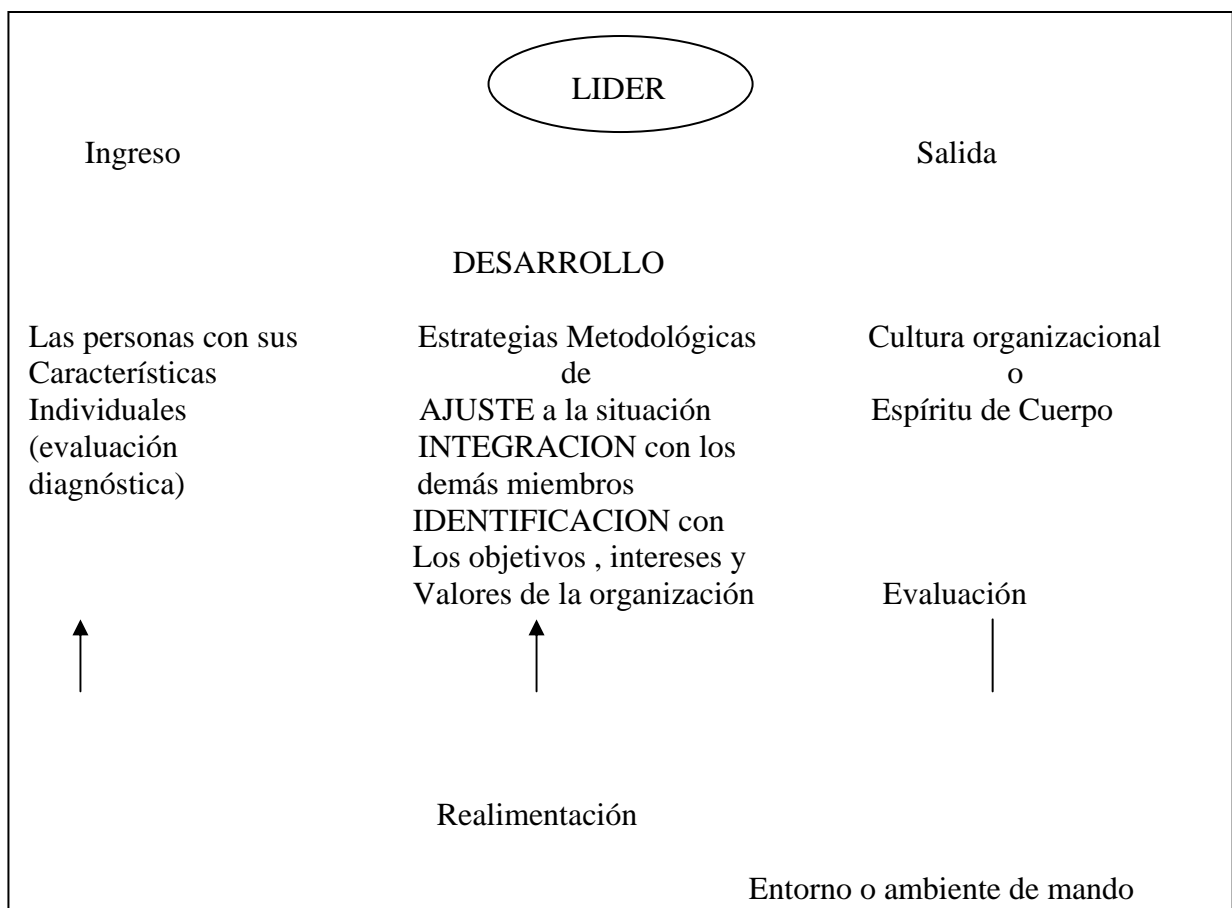 LIDER
Ingreso
Salida
DESARROLLO
Las personas con sus
Características
Individuales
(evaluación
diagnóstica)
Estrategias Metodológicas
de
AJUSTE a la situación
INTEGRACION con los
demás miembros
IDENTIFICACION con
Los objetivos , intereses y
Valores de la organización
Cultura organizacional
o
Espíritu de Cuerpo
Evaluación
Realimentación
Entorno o ambiente de mando